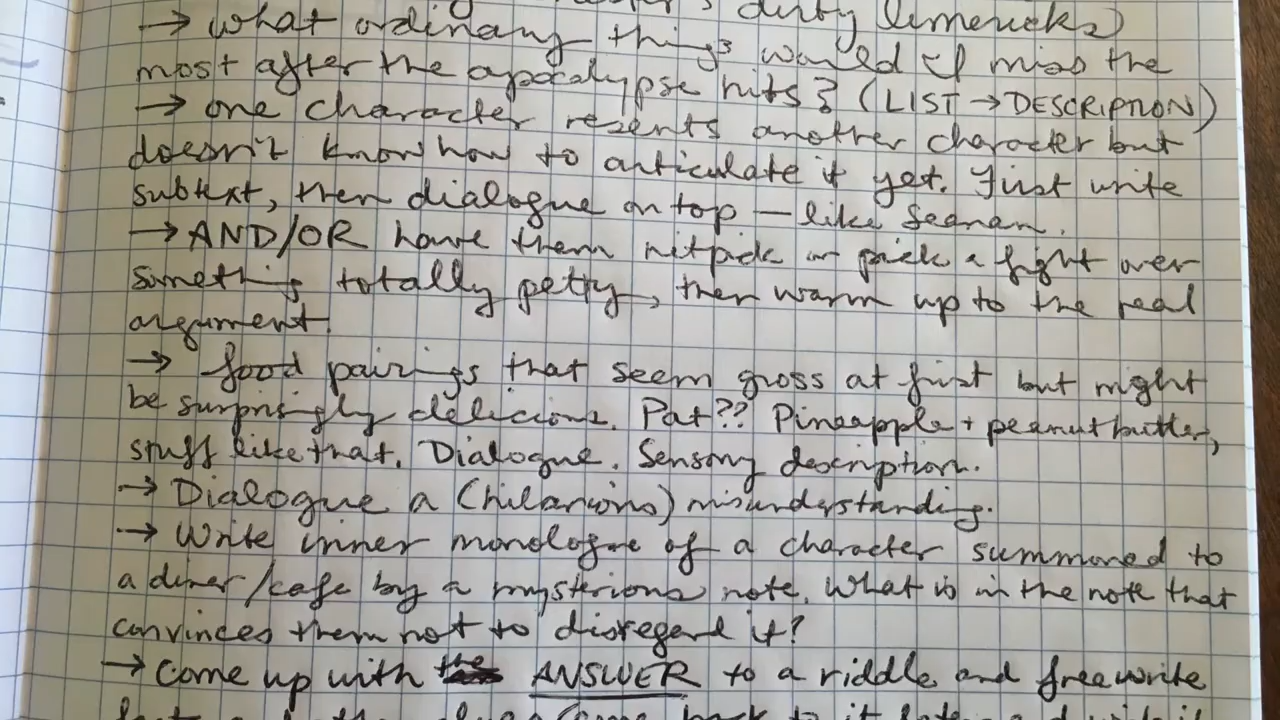 dirty limericks)
→ what ordinary things would I miss the
most after the apocalypse hits? (LIST → DESCRIPTION)
→ one character resents another character but
doesn't know how to articulate it yet. First write
subtext, then dialogue on top — like
→ AND/OR have them nitpick or pick a fight over
something totally petty, then warm up to the real
argument
→ food pairings that seem gross at first but might
be surprisingly delicious. Pat?? Pineapple + peanut butter,
stuff like that. Dialogue. Sensory description.
→ Dialogue a (hilarious) misunderstanding.
→ Write inner monologue of a character summoned to
a diner/cafe by a mysterious note. What is in the note that
convinces them not to disregard it?
→ Come up with the ANSWER to a riddle and freewrite